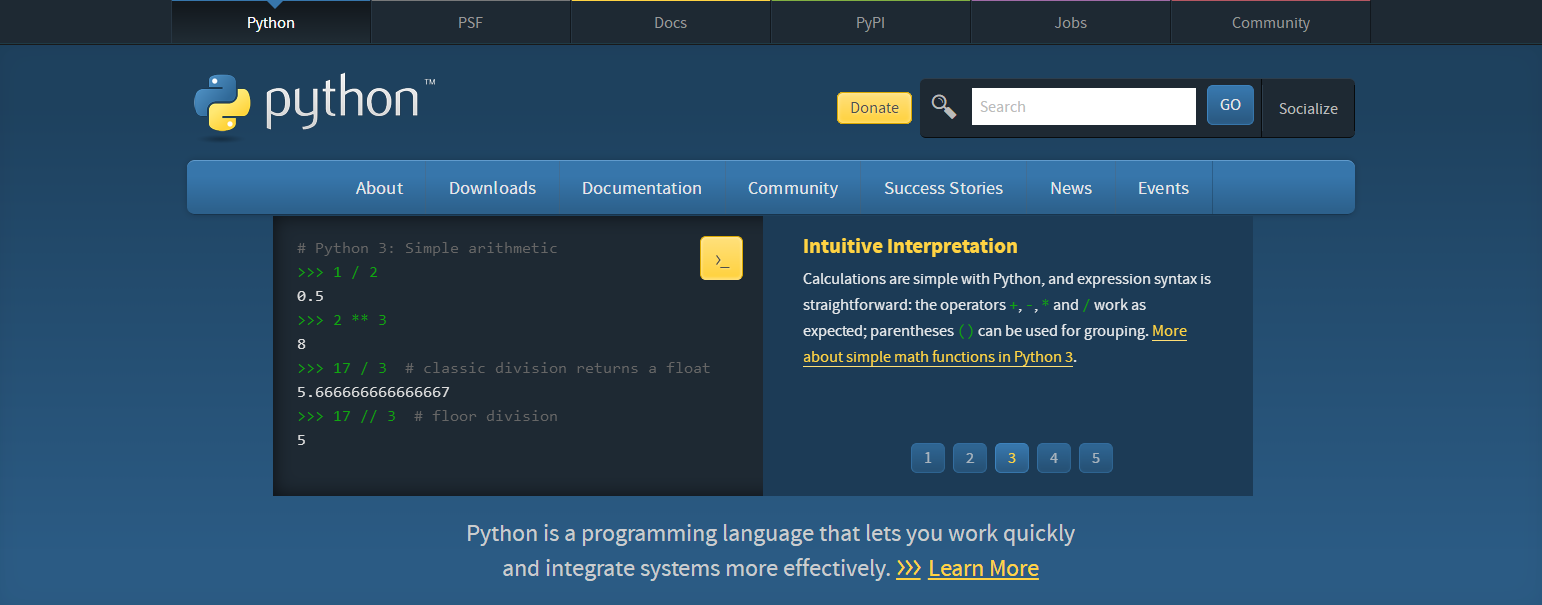 Python PSF Docs PyPI Jobs Community
python™
Donate Search GO Socialize
About Downloads Documentation Community Success Stories News Events
# Python 3: Simple arithmetic
>>> 1 / 2
0.5
>>> 2 ** 3
8
>>> 17 / 3  # classic division returns a float
5.666666666666667
>>> 17 // 3  # floor division
5
>_
Intuitive Interpretation
Calculations are simple with Python, and expression syntax is
straightforward: the operators +, -, * and / work as
expected; parentheses () can be used for grouping. More
about simple math functions in Python 3.
1 2 3 4 5
Python is a programming language that lets you work quickly
and integrate systems more effectively. >>> Learn More